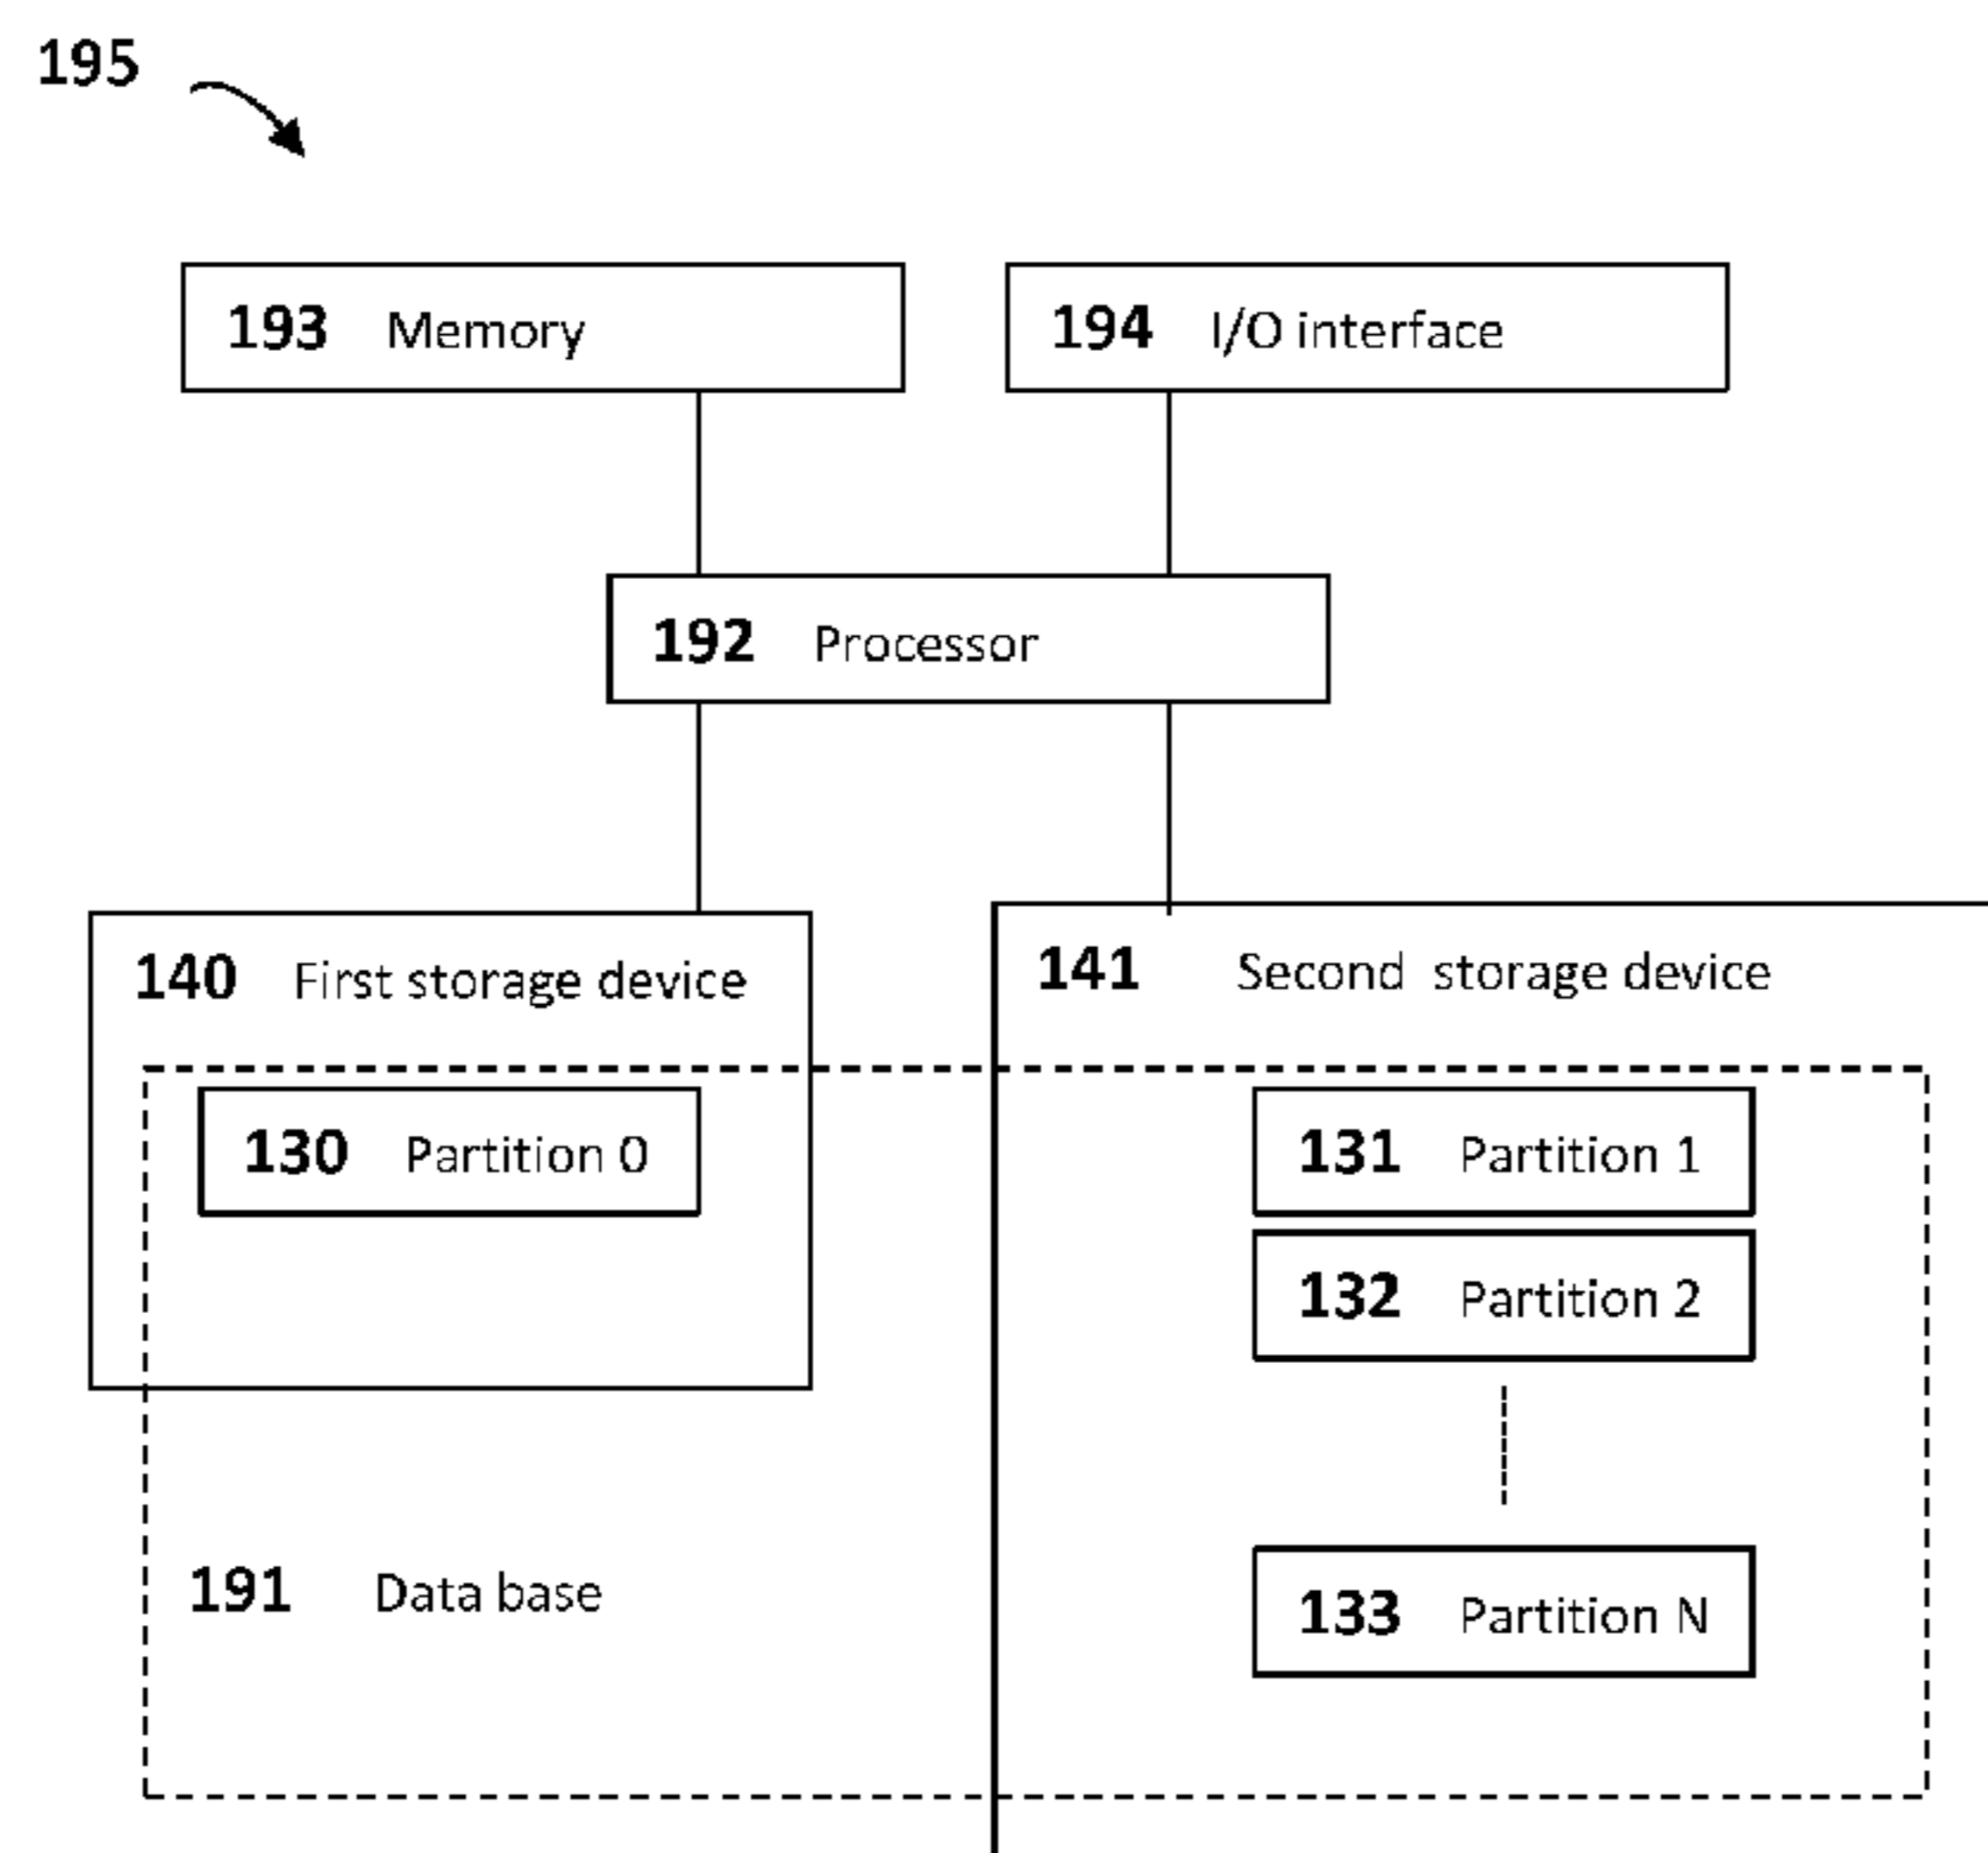 195
193 Memory
194 I/O interface
192 Processor
140 First storage device
141 Second storage device
130 Partition 0
131 Partition 1
132 Partition 2
191 Data base
133 Partition N